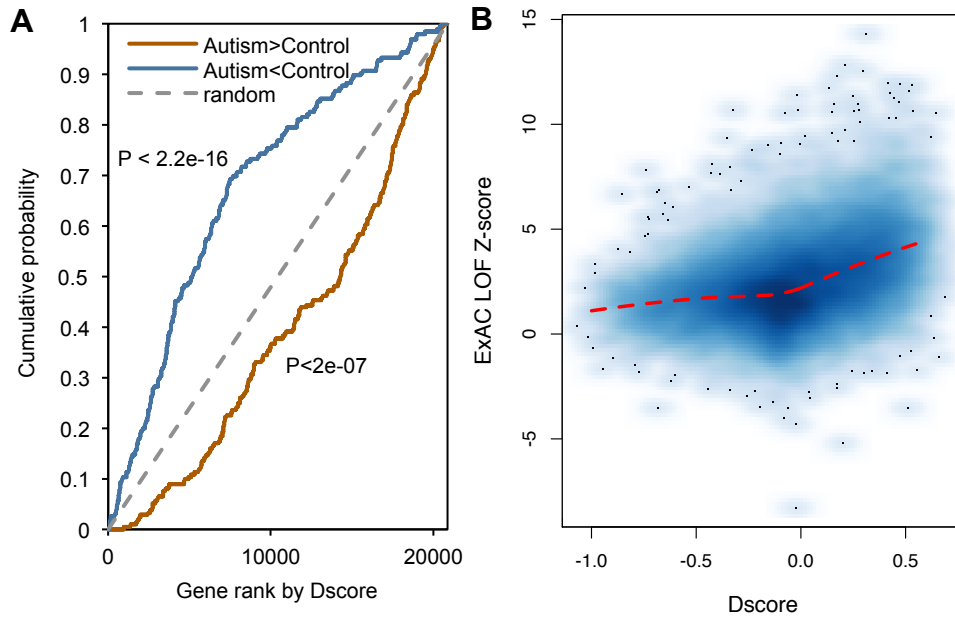 A
Autism>Control
Autism<Control
random
P < 2.2e-16
P<2e-07
1
0.9
0.8
0.7
0.6
0.5
0.4
0.3
0.2
0.1
0
Cumulative probability
0 10000 20000
Gene rank by Dscore
B
15
10
5
0
-5
ExAC LOF Z-score
-1.0 -0.5 0.0 0.5
Dscore